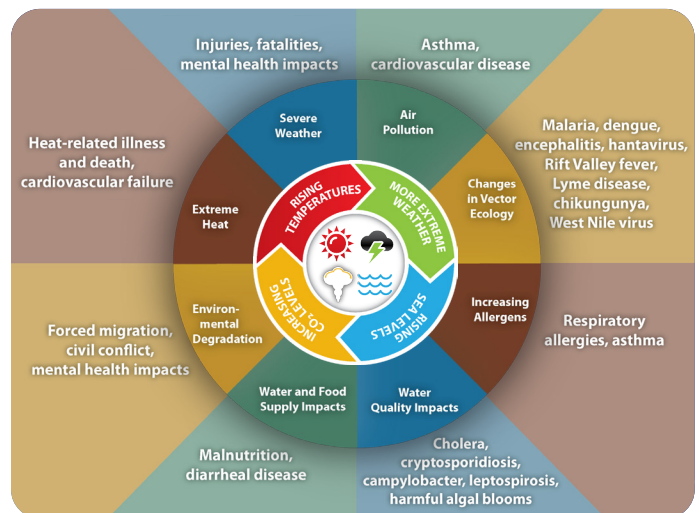 Injuries, fatalities,
mental health impacts
Asthma,
cardiovascular disease
Severe
Weather
Air
Pollution
Heat-related illness
and death,
cardiovascular failure
Malaria, dengue,
encephalitis, hantavirus,
Rift Valley fever,
Lyme disease,
chikungunya,
West Nile virus
Extreme
Heat
RISING
TEMPERATURES
MORE EXTREME
WEATHER
Changes
in Vector
Ecology
Environ-
mental
Degradation
INCREASING
CO₂ LEVELS
RISING
SEA LEVELS
Increasing
Allergens
Forced migration,
civil conflict,
mental health impacts
Respiratory
allergies, asthma
Water and Food
Supply Impacts
Water
Quality Impacts
Malnutrition,
diarrheal disease
Cholera,
cryptosporidiosis,
campylobacter, leptospirosis,
harmful algal blooms